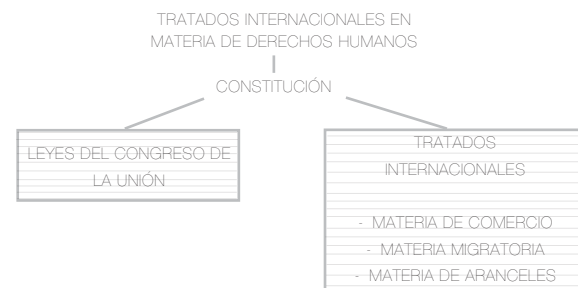 TRATADOS INTERNACIONALES EN
MATERIA DE DERECHOS HUMANOS
CONSTITUCIÓN
LEYES DEL CONGRESO DE
LA UNIÓN
TRATADOS
INTERNACIONALES
- MATERIA DE COMERCIO
- MATERIA MIGRATORIA
- MATERIA DE ARANCELES